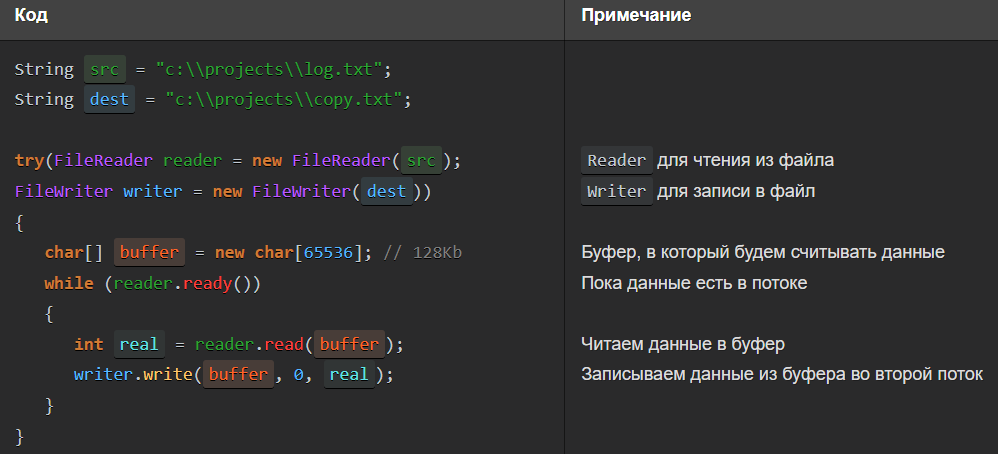 Код Примечание
String src = "c:\\projects\\log.txt";
String dest = "c:\\projects\\copy.txt";
try(FileReader reader = new FileReader(src); Reader для чтения из файла
FileWriter writer = new FileWriter(dest)) Writer для записи в файл
{
char[] buffer = new char[65536]; // 128Kb Буфер, в который будем считывать данные
while (reader.ready()) Пока данные есть в потоке
{
int real = reader.read(buffer); Читаем данные в буфер
writer.write(buffer, 0, real); Записываем данные из буфера во второй поток
}
}